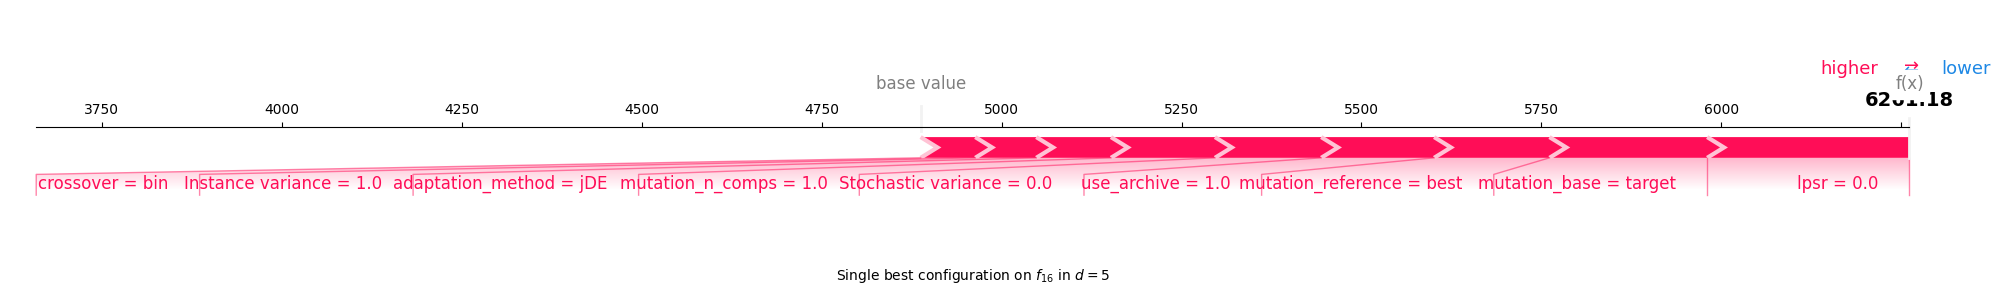 higher ⇄ lower
base value f(x)
3750 4000 4250 4500 4750 5000 5250 5500 5750 6000 6201.18
crossover = bin Instance variance = 1.0 adaptation_method = jDE mutation_n_comps = 1.0 Stochastic variance = 0.0 use_archive = 1.0 mutation_reference = best mutation_base = target lpsr = 0.0
Single best configuration on $f_{16}$ in $d = 5$